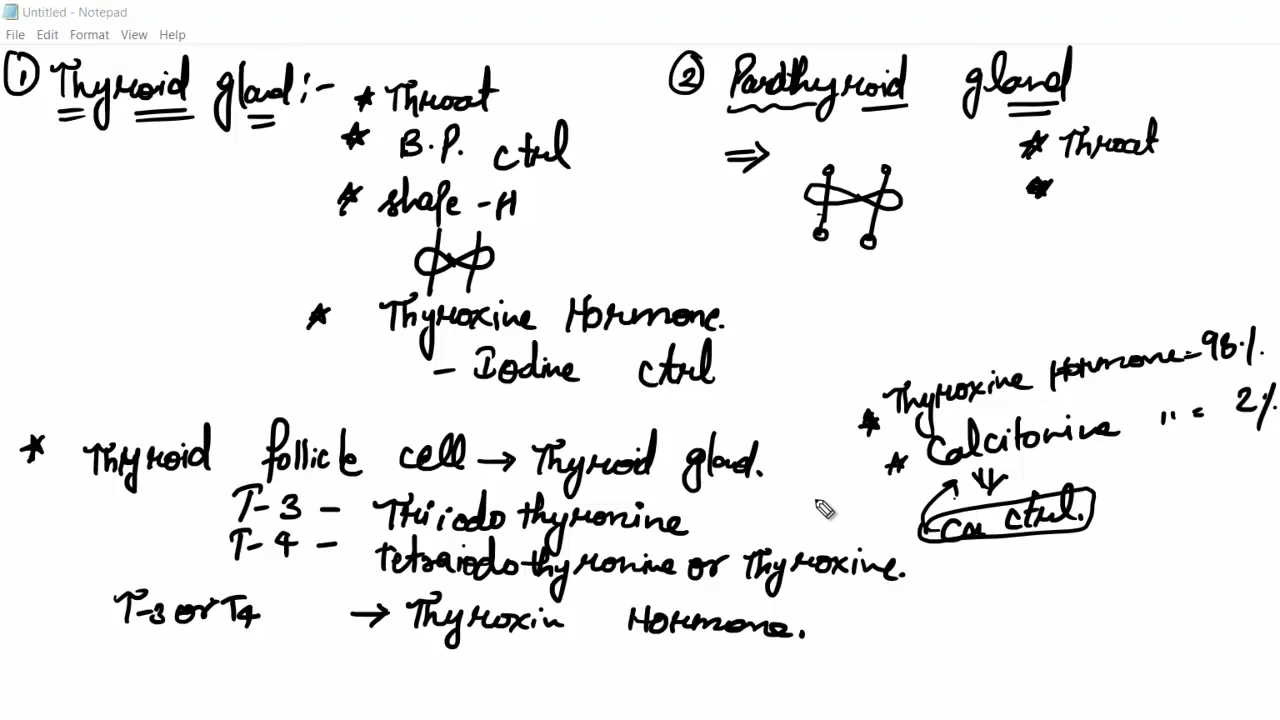 Untitled - Notepad
File Edit Format View Help
① Thyroid gland :-
* Throat
* B.P. ctrl
* shape - H
* Thyroxine Hormone.
- Iodine ctrl
* Thyroid follicle cell → Thyroid gland.
T-3 - Triiodothyronine
T-4 - tetraiodothyronine or Thyroxine.
T-3 or T4 → Thyroxin Hormone.
② Parathyroid gland
⇒
* Throat
*
* Thyroxine Hormone - 98%.
* Calcitonine " = 2%
- Ca ctrl.